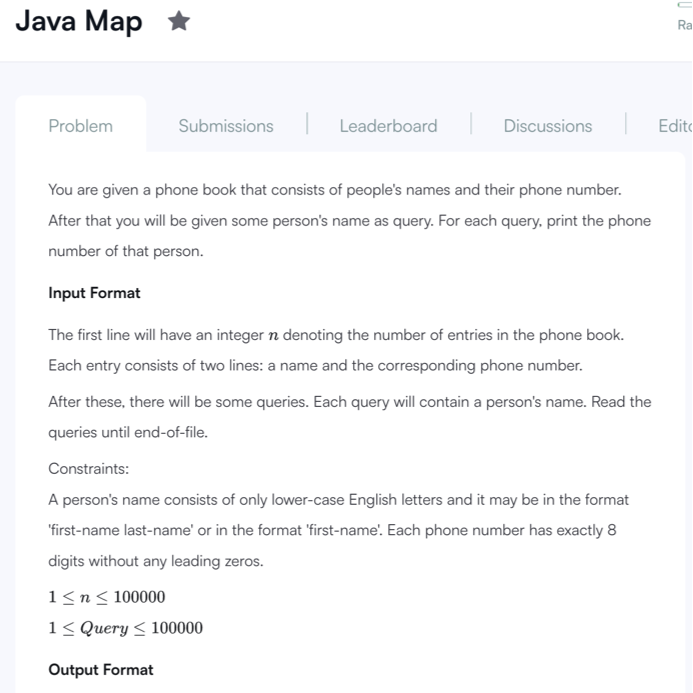 Java Map
Ra
Problem
Submissions
Leaderboard
Discussions
You are given a phone book that consists of people's names and their phone number.
After that you will be given some person's name as query. For each query, print the phone
number of that person.
Input Format
The first line will have an integer n denoting the number of entries in the phone book.
Each entry consists of two lines: a name and the corresponding phone number.
After these, there will be some queries. Each query will contain a person's name. Read the
queries until end-of-file.
Constraints:
A person's name consists of only lower-case English letters and it may be in the format
'first-name last-name' or in the format 'first-name'. Each phone number has exactly 8
digits without any leading zeros.
1 ≤ n ≤ 100000
1 ≤ Query ≤ 100000
Output Format